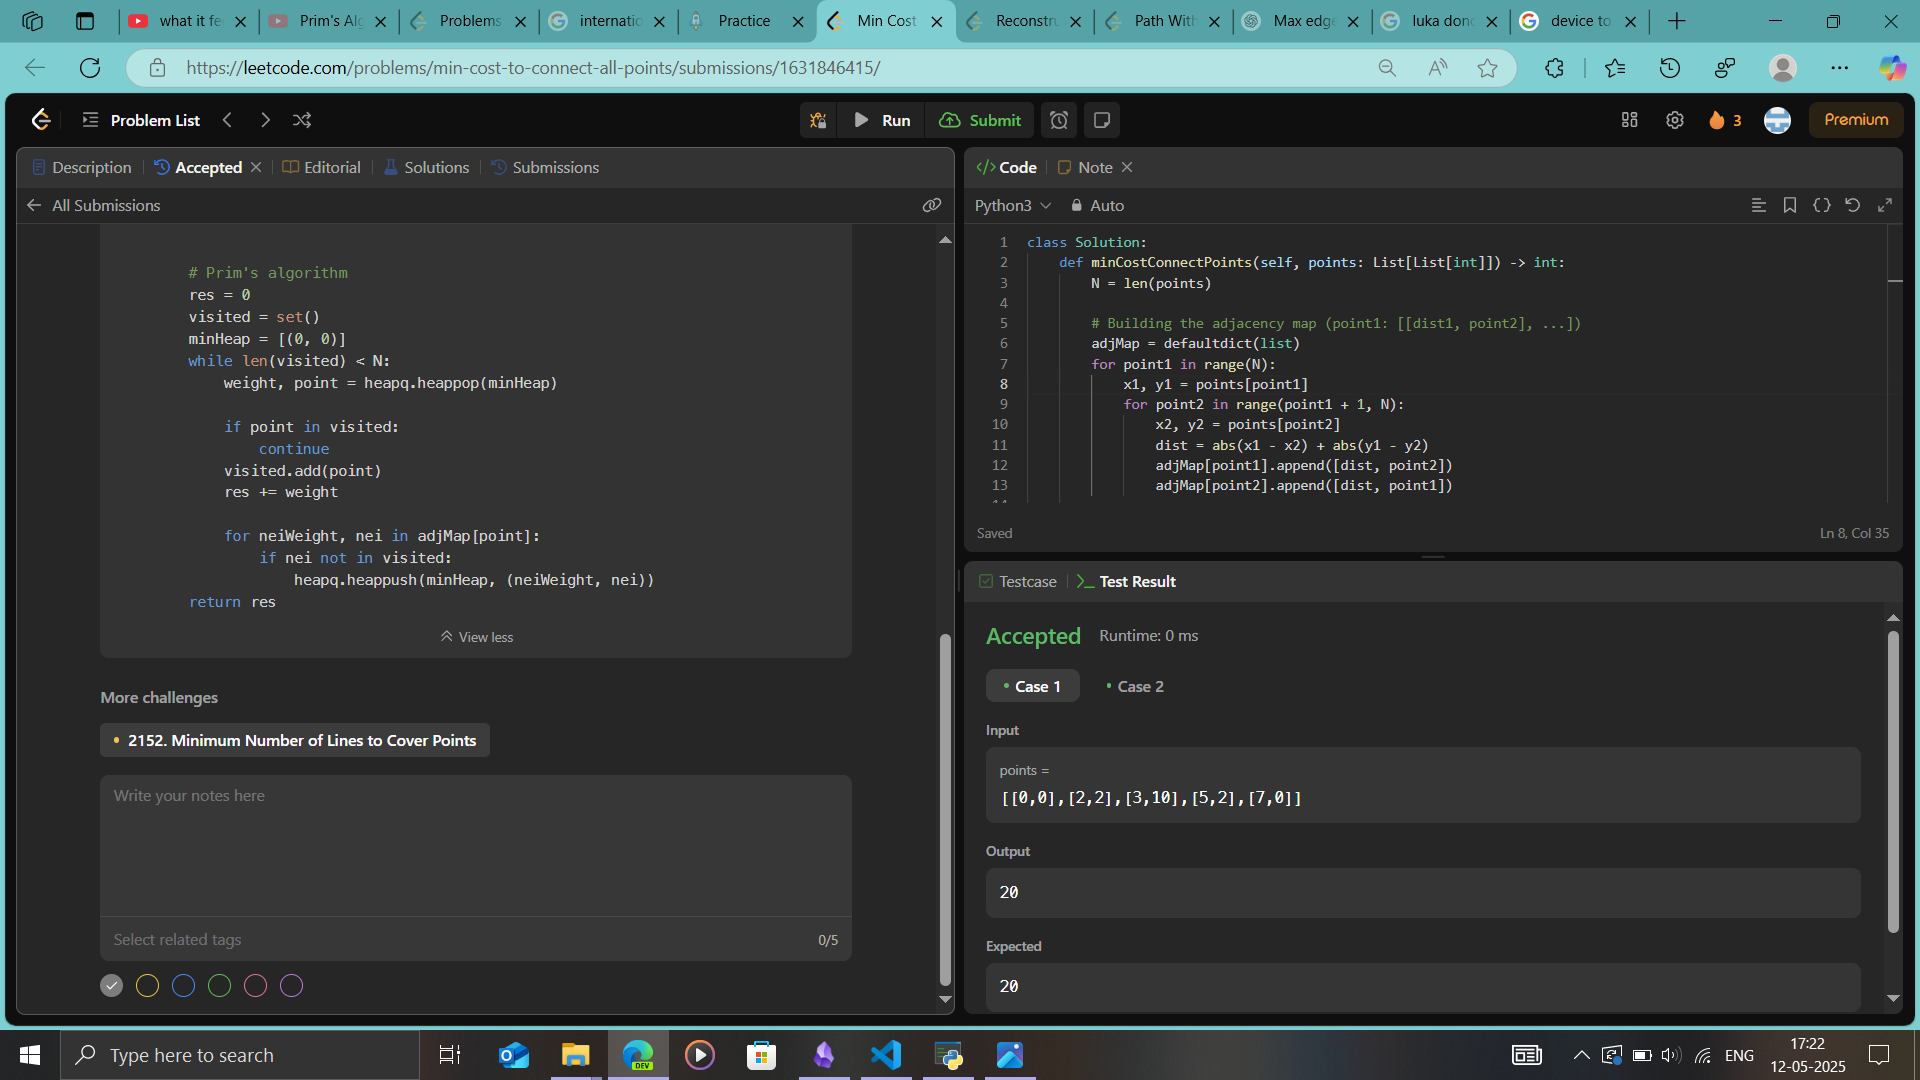 what it fe
Prim's Alg
Problems
internatio
Practice
Min Cost
Reconstru
Path With
Max edge
luka donc
device to
https://leetcode.com/problems/min-cost-to-connect-all-points/submissions/1631846415/
Problem List
Run
Submit
3
Premium
Description
Accepted
Editorial
Solutions
Submissions
All Submissions
# Prim's algorithm
res = 0
visited = set()
minHeap = [(0, 0)]
while len(visited) < N:
weight, point = heapq.heappop(minHeap)
if point in visited:
continue
visited.add(point)
res += weight
for neiWeight, nei in adjMap[point]:
if nei not in visited:
heapq.heappush(minHeap, (neiWeight, nei))
return res
View less
More challenges
2152. Minimum Number of Lines to Cover Points
Write your notes here
Select related tags
0/5
Code
Note
Python3
Auto
1 class Solution:
2 def minCostConnectPoints(self, points: List[List[int]]) -> int:
3 N = len(points)
4
5 # Building the adjacency map (point1: [[dist1, point2], ...])
6 adjMap = defaultdict(list)
7 for point1 in range(N):
8 x1, y1 = points[point1]
9 for point2 in range(point1 + 1, N):
10 x2, y2 = points[point2]
11 dist = abs(x1 - x2) + abs(y1 - y2)
12 adjMap[point1].append([dist, point2])
13 adjMap[point2].append([dist, point1])
Saved
Ln 8, Col 35
Testcase
Test Result
Accepted
Runtime: 0 ms
Case 1
Case 2
Input
points =
[[0,0],[2,2],[3,10],[5,2],[7,0]]
Output
20
Expected
20
Type here to search
DEV
ENG
17:22
12-05-2025